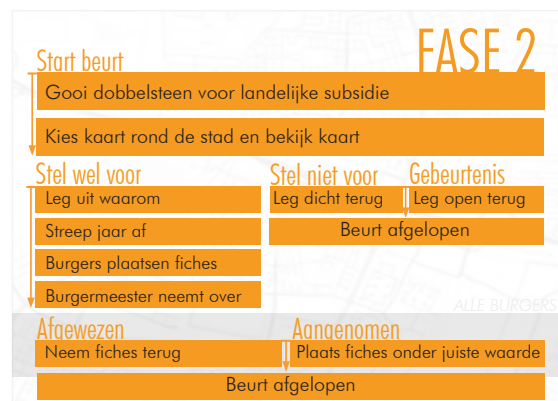 FASE 2
Start beurt
Gooi dobbelsteen voor landelijke subsidie
Kies kaart rond de stad en bekijk kaart
Stel wel voor
Leg uit waarom
Streep jaar af
Burgers plaatsen fiches
Burgermeester neemt over
Stel niet voor
Gebeurtenis
Leg dicht terug
Leg open terug
Beurt afgelopen
ALLE BURGERS
Afgewezen
Aangenomen
Neem fiches terug
Plaats fiches onder juiste waarde
Beurt afgelopen